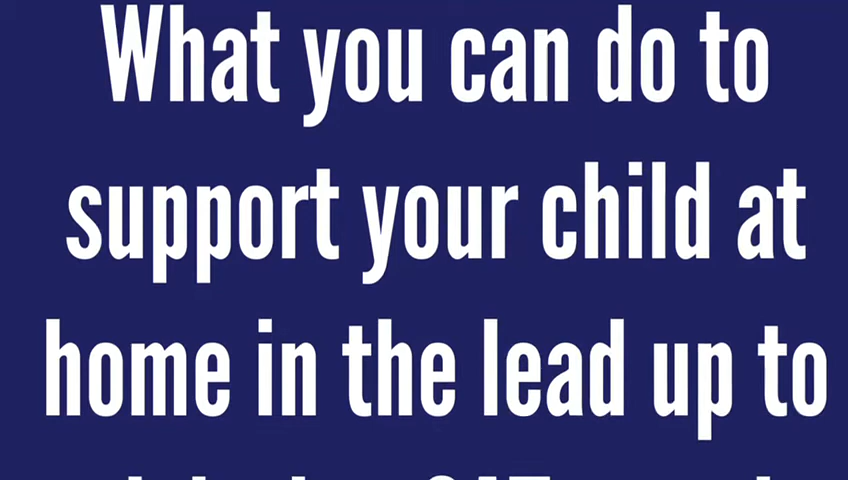 What you can do to
support your child at
home in the lead up to